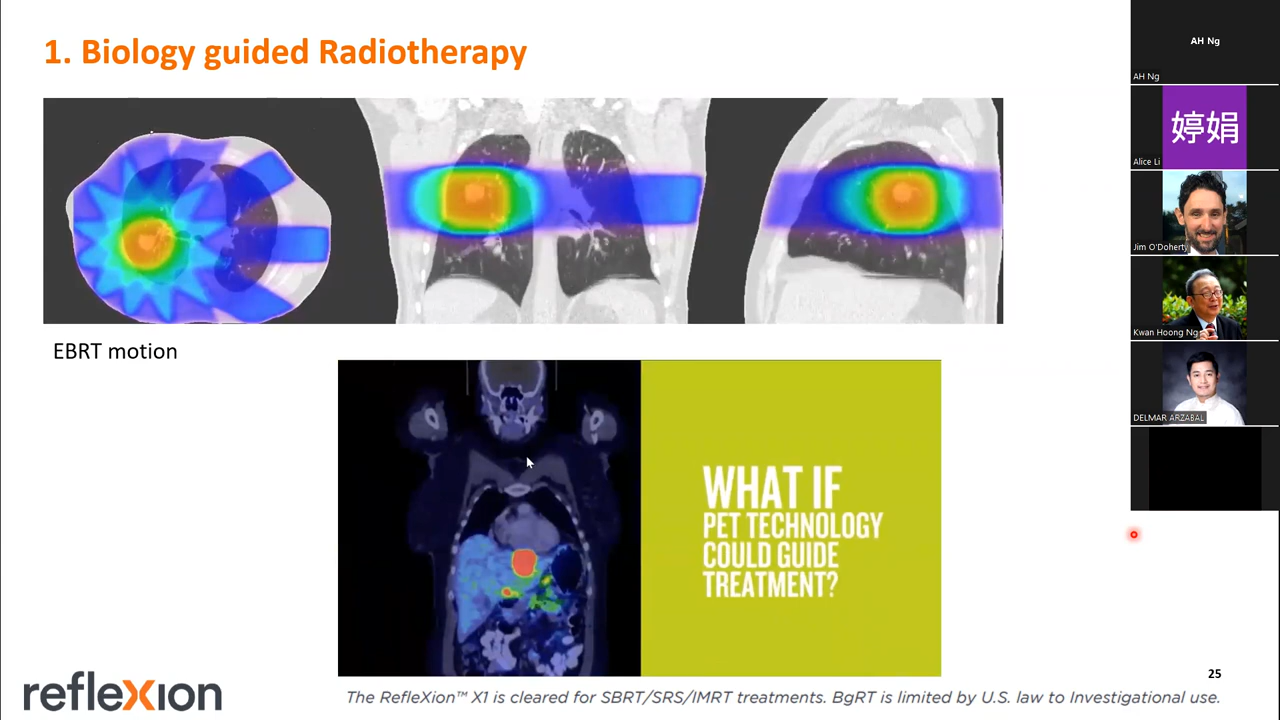 1. Biology guided Radiotherapy
EBRT motion
WHAT IF
PET TECHNOLOGY
COULD GUIDE
TREATMENT?
reflexion
The RefleXion™ X1 is cleared for SBRT/SRS/IMRT treatments. BgRT is limited by U.S. law to Investigational use.
25
AH Ng
AH Ng
婷娟
Alice Li
Jim O'Doherty
Kwan Hoong Ng
DELMAR ARZABAL